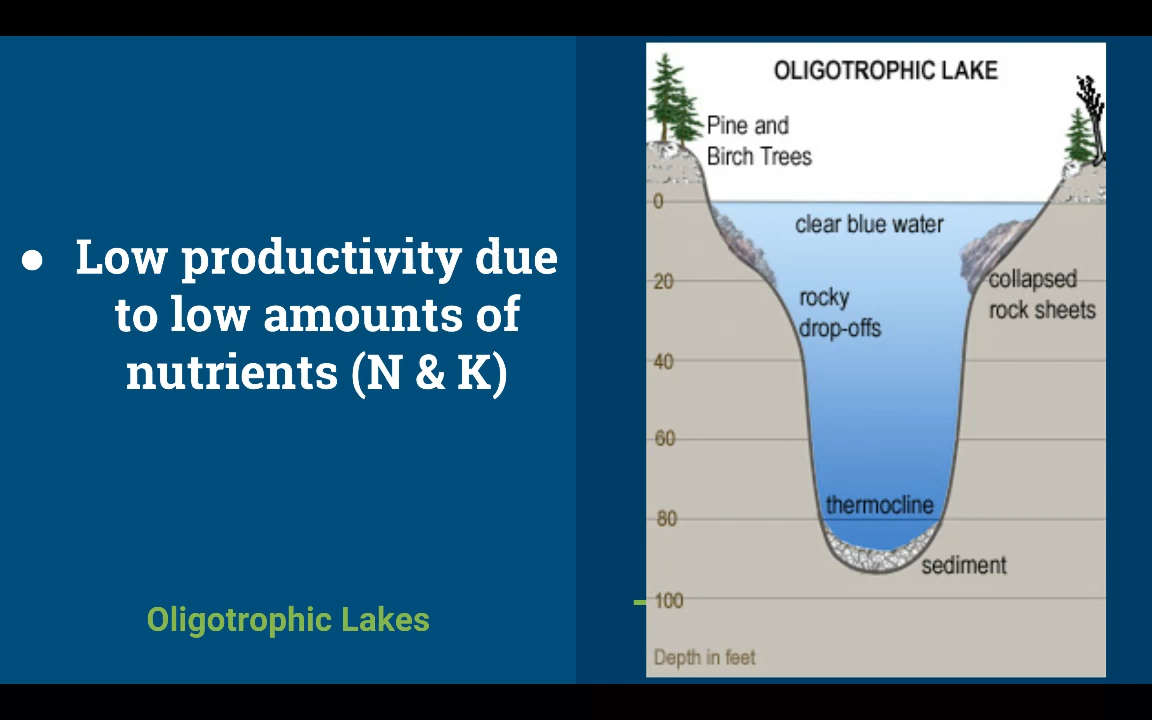 ● Low productivity due
to low amounts of
nutrients (N & K)
Oligotrophic Lakes
OLIGOTROPHIC LAKE
Pine and
Birch Trees
0
clear blue water
20
collapsed
rock sheets
rocky
drop-offs
40
60
thermocline
80
sediment
100
Depth in feet